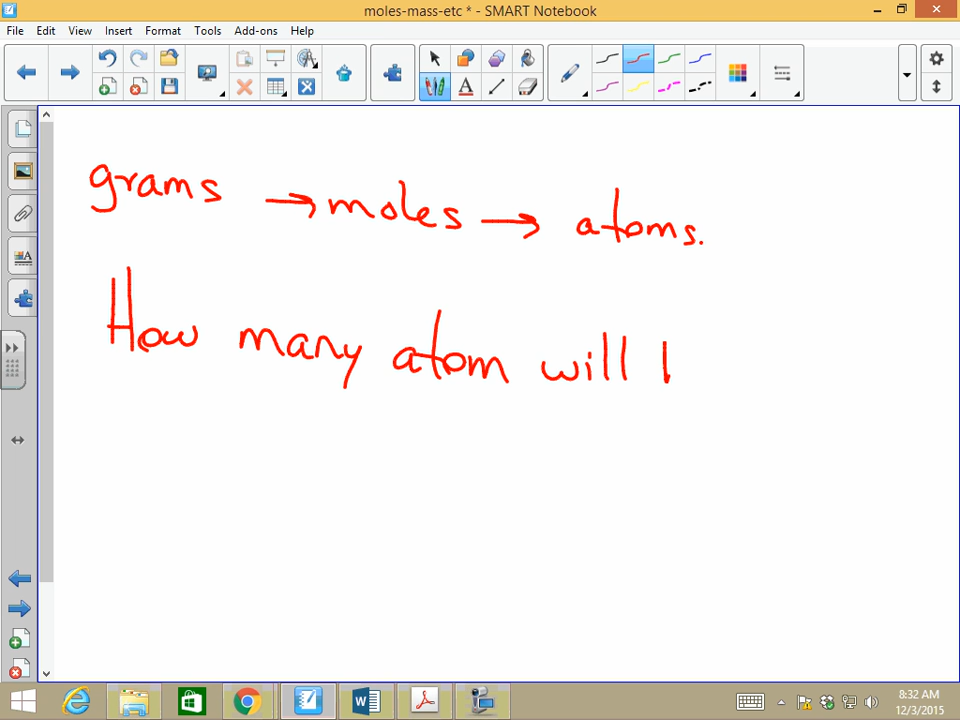 moles-mass-etc * - SMART Notebook
File Edit View Insert Format Tools Add-ons Help
grams → moles → atoms.
How many atom will
8:32 AM
12/3/2015